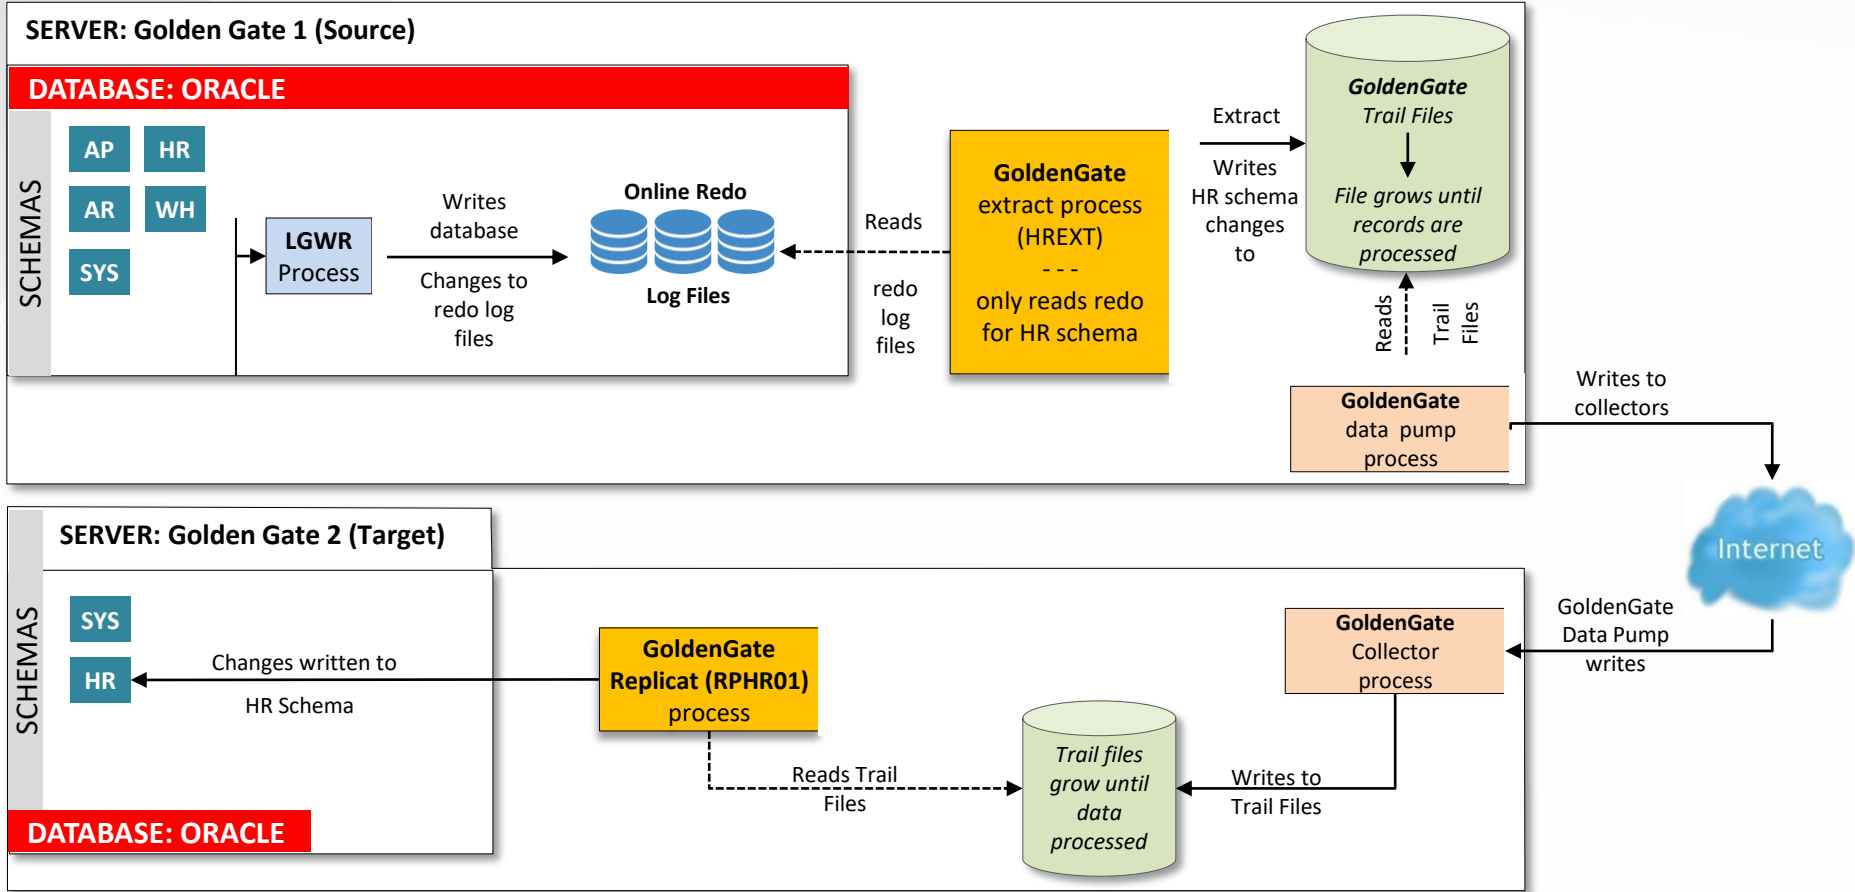 SERVER: Golden Gate 1 (Source)
DATABASE: ORACLE
SCHEMAS
AP
HR
AR
WH
SYS
LGWR
Process
Writes
database
Changes to
redo log
files
Online Redo
Log Files
Reads
redo
log
files
GoldenGate
extract process
(HREXT)
- - -
only reads redo
for HR schema
Extract
Writes
HR schema
changes
to
GoldenGate
Trail Files
File grows until
records are
processed
Reads
Trail
Files
GoldenGate
data pump
process
Writes to
collectors
Internet
GoldenGate
Data Pump
writes
SERVER: Golden Gate 2 (Target)
SCHEMAS
SYS
HR
DATABASE: ORACLE
Changes written to
HR Schema
GoldenGate
Replicat (RPHR01)
process
Reads Trail
Files
Trail files
grow until
data
processed
Writes to
Trail Files
GoldenGate
Collector
process